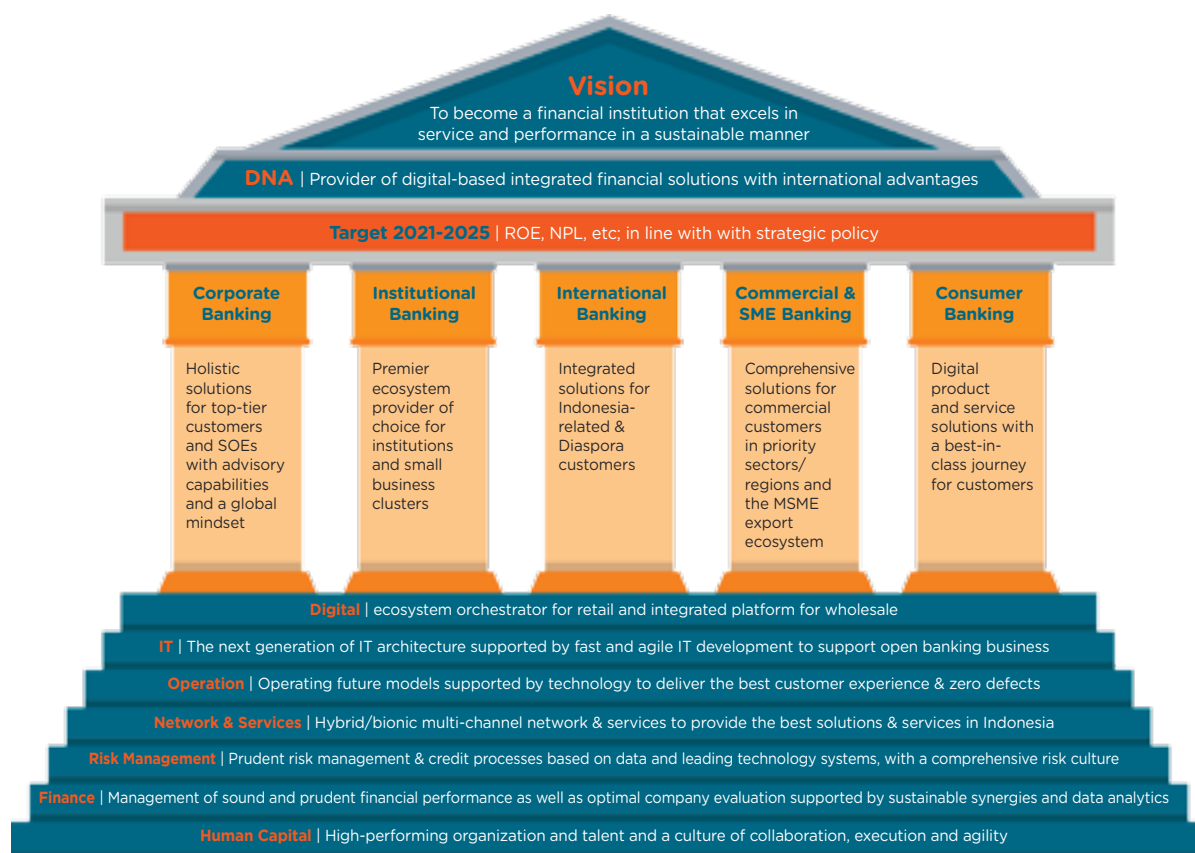 Vision
To become a financial institution that excels in
service and performance in a sustainable manner
DNA | Provider of digital-based integrated financial solutions with international advantages
Target 2021-2025 | ROE, NPL, etc; in line with with strategic policy
Corporate
Banking
Holistic
solutions
for top-tier
customers
and SOEs
with advisory
capabilities
and a global
mindset
Institutional
Banking
Premier
ecosystem
provider of
choice for
institutions
and small
business
clusters
International
Banking
Integrated
solutions for
Indonesia-
related &
Diaspora
customers
Commercial &
SME Banking
Comprehensive
solutions for
commercial
customers
in priority
sectors/
regions and
the MSME
export
ecosystem
Consumer
Banking
Digital
product
and service
solutions with
a best-in-
class journey
for customers
Digital | ecosystem orchestrator for retail and integrated platform for wholesale
IT | The next generation of IT architecture supported by fast and agile IT development to support open banking business
Operation | Operating future models supported by technology to deliver the best customer experience & zero defects
Network & Services | Hybrid/bionic multi-channel network & services to provide the best solutions & services in Indonesia
Risk Management | Prudent risk management & credit processes based on data and leading technology systems, with a comprehensive risk culture
Finance | Management of sound and prudent financial performance as well as optimal company evaluation supported by sustainable synergies and data analytics
Human Capital | High-performing organization and talent and a culture of collaboration, execution and agility